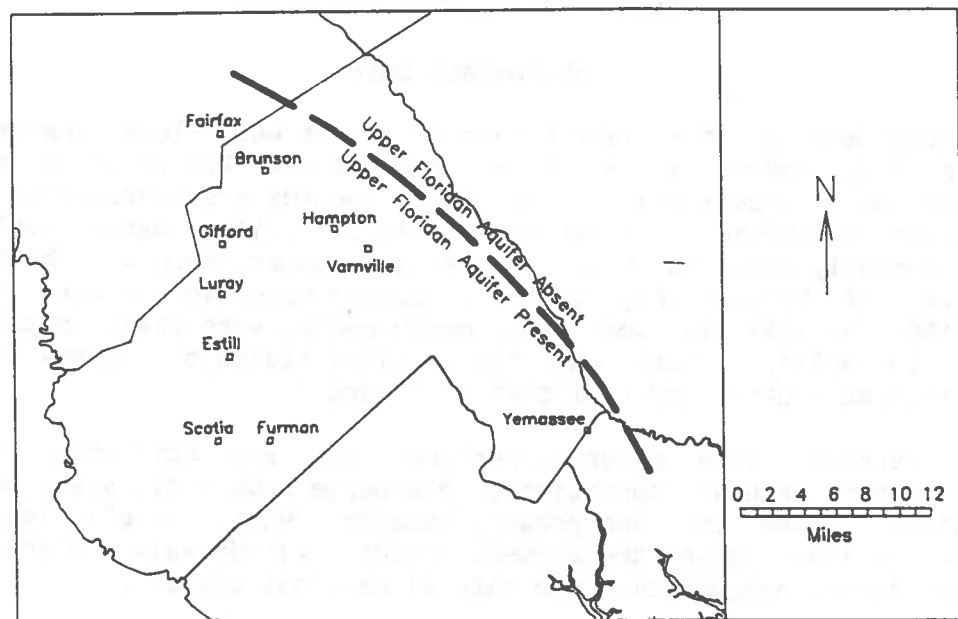 Fairfax
Brunson
Upper Floridan Aquifer Absent
Upper Floridan Aquifer Present
N
Hampton
Gifford
Varnville
Luray
Estill
Scotia
Furman
Yemassee
0 2 4 6 8 10 12
Miles